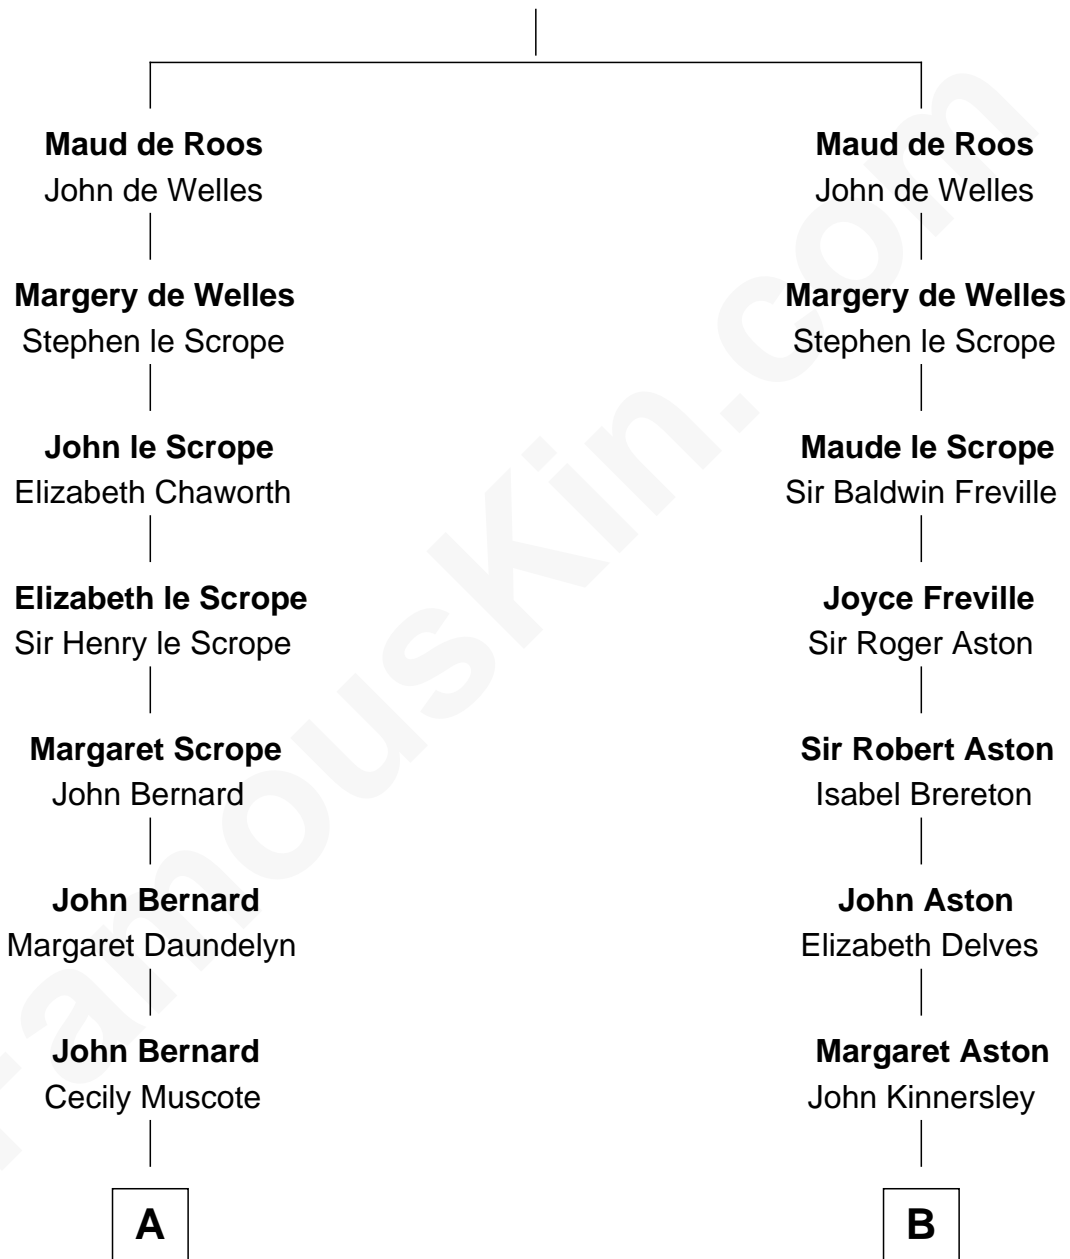 Maud de Roos
John de Welles
Margery de Welles
Stephen le Scrope
John le Scrope
Elizabeth Chaworth
Elizabeth le Scrope
Sir Henry le Scrope
Margaret Scrope
John Bernard
John Bernard
Margaret Daundelyn
John Bernard
Cecily Muscote
A
Maud de Roos
John de Welles
Margery de Welles
Stephen le Scrope
Maude le Scrope
Sir Baldwin Freville
Joyce Freville
Sir Roger Aston
Sir Robert Aston
Isabel Brereton
John Aston
Elizabeth Delves
Margaret Aston
John Kinnersley
B
FamousKin.com